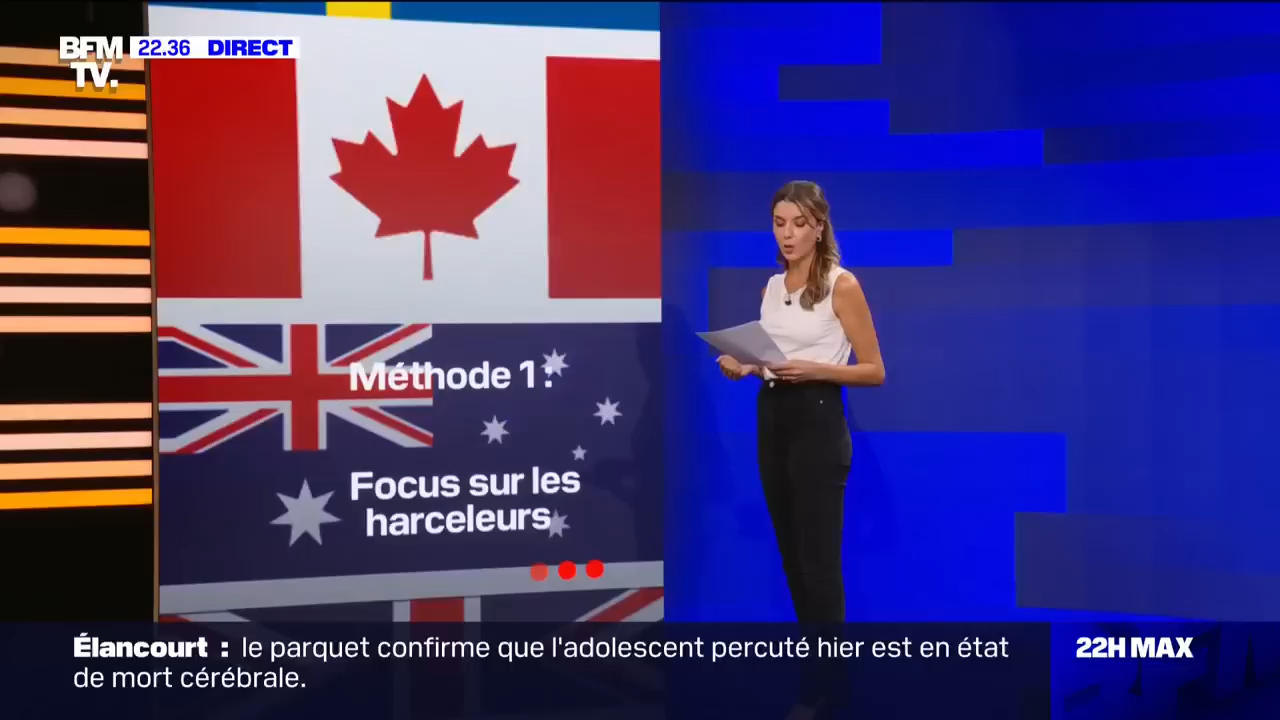 BFM
TV.
22.36 DIRECT
Méthode 1 :
Focus sur les
harceleurs
Élancourt : le parquet confirme que l'adolescent percuté hier est en état
de mort cérébrale.
22H MAX